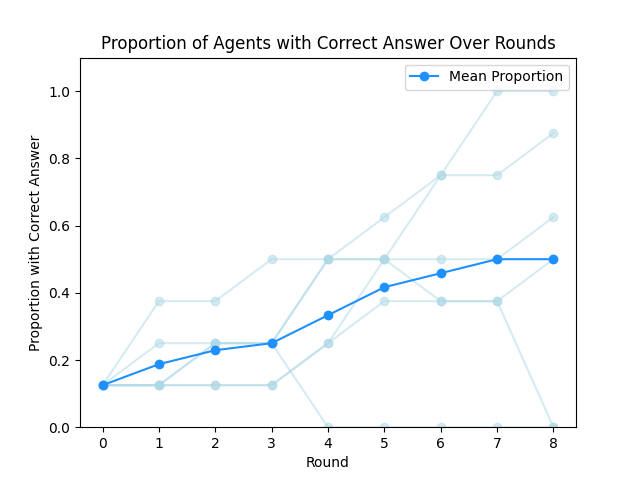 Proportion of Agents with Correct Answer Over Rounds
Mean Proportion
1.0
0.8
0.6
0.4
0.2
0.0
Proportion with Correct Answer
0 1 2 3 4 5 6 7 8
Round